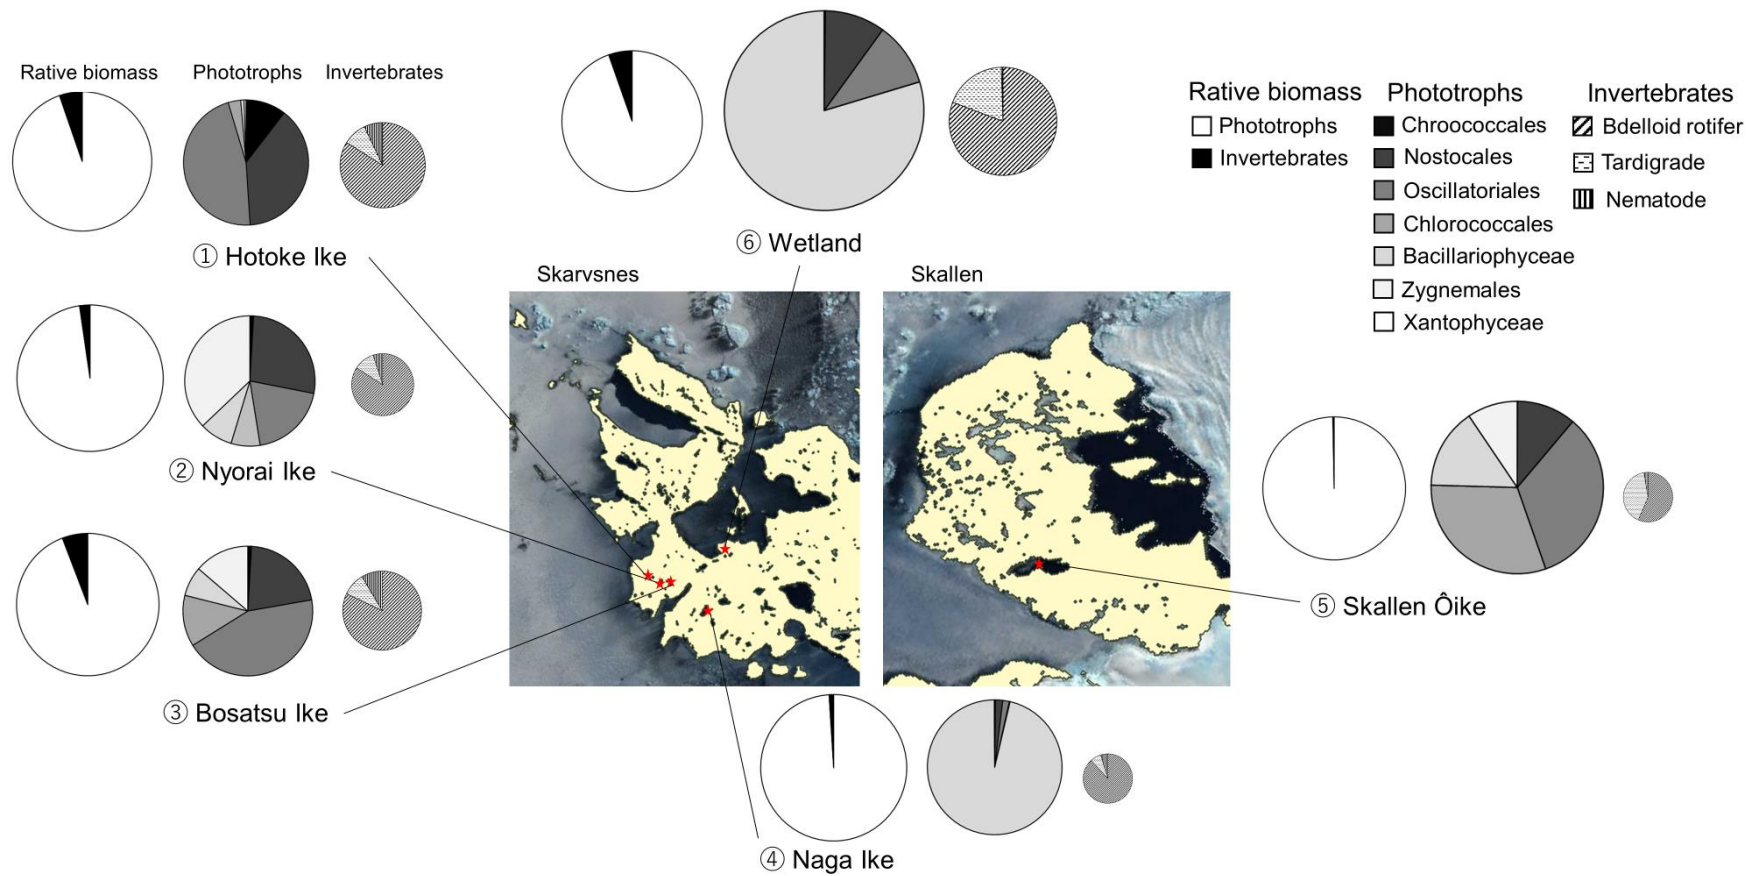 Rative biomass
Phototrophs
Invertebrates
① Hotoke Ike
② Nyorai Ike
③ Bosatsu Ike
⑥ Wetland
Skarvsnes
Skallen
④ Naga Ike
⑤ Skallen Ôike
Rative biomass
Phototrophs
Invertebrates
Phototrophs
Chroococcales
Nostocales
Oscillatoriales
Chlorococcales
Bacillariophyceae
Zygnemales
Xantophyceae
Invertebrates
Bdelloid rotifer
Tardigrade
Nematode